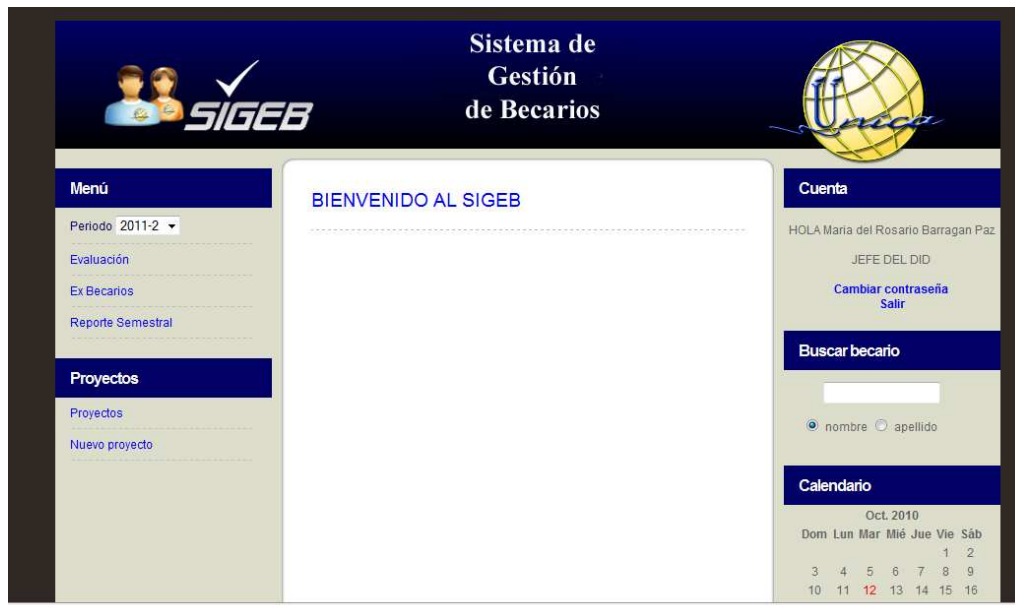 SIGEB
Sistema de
Gestión
de Becarios
Única
Menú
Periodo 2011-2
Evaluación
Ex Becarios
Reporte Semestral
Proyectos
Proyectos
Nuevo proyecto
BIENVENIDO AL SIGEB
Cuenta
HOLA Maria del Rosario Barragan Paz
JEFE DEL DID
Cambiar contraseña
Salir
Buscar becario
nombre apellido
Calendario
Oct. 2010
Dom Lun Mar Mié Jue Vie Sáb
1 2
3 4 5 6 7 8 9
10 11 12 13 14 15 16